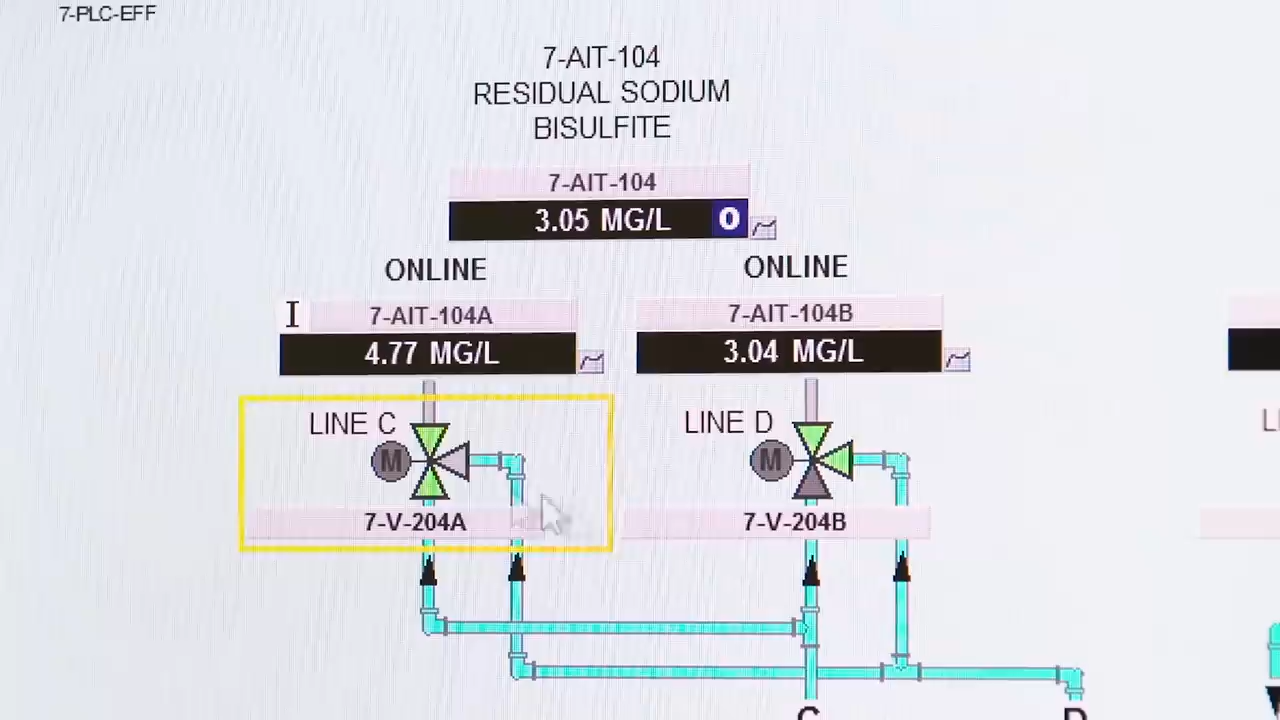 7-PLC-EFF
7-AIT-104
RESIDUAL SODIUM
BISULFITE
7-AIT-104
3.05 MG/L O
ONLINE
ONLINE
I 7-AIT-104A
7-AIT-104B
4.77 MG/L
3.04 MG/L
LINE C
LINE D
M
M
7-V-204A
7-V-204B
C
D